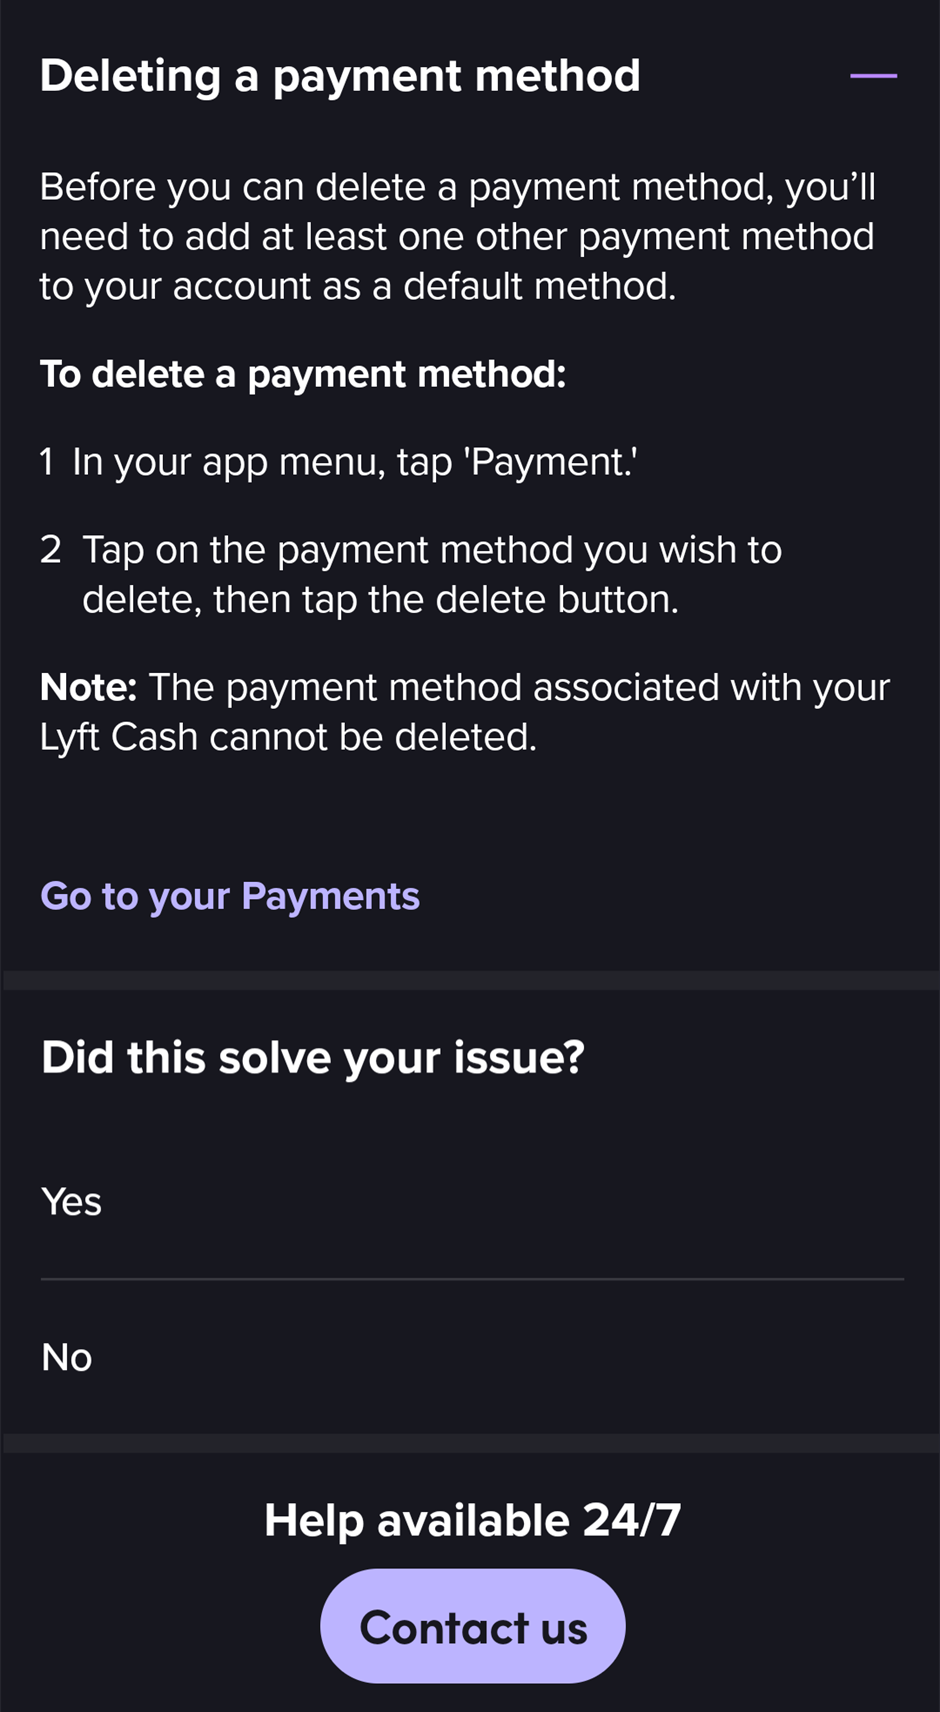 Deleting a payment method
Before you can delete a payment method, you’ll
need to add at least one other payment method
to your account as a default method.
To delete a payment method:
1 In your app menu, tap 'Payment.'
2 Tap on the payment method you wish to
delete, then tap the delete button.
Note: The payment method associated with your
Lyft Cash cannot be deleted.
Go to your Payments
Did this solve your issue?
Yes
No
Help available 24/7
Contact us